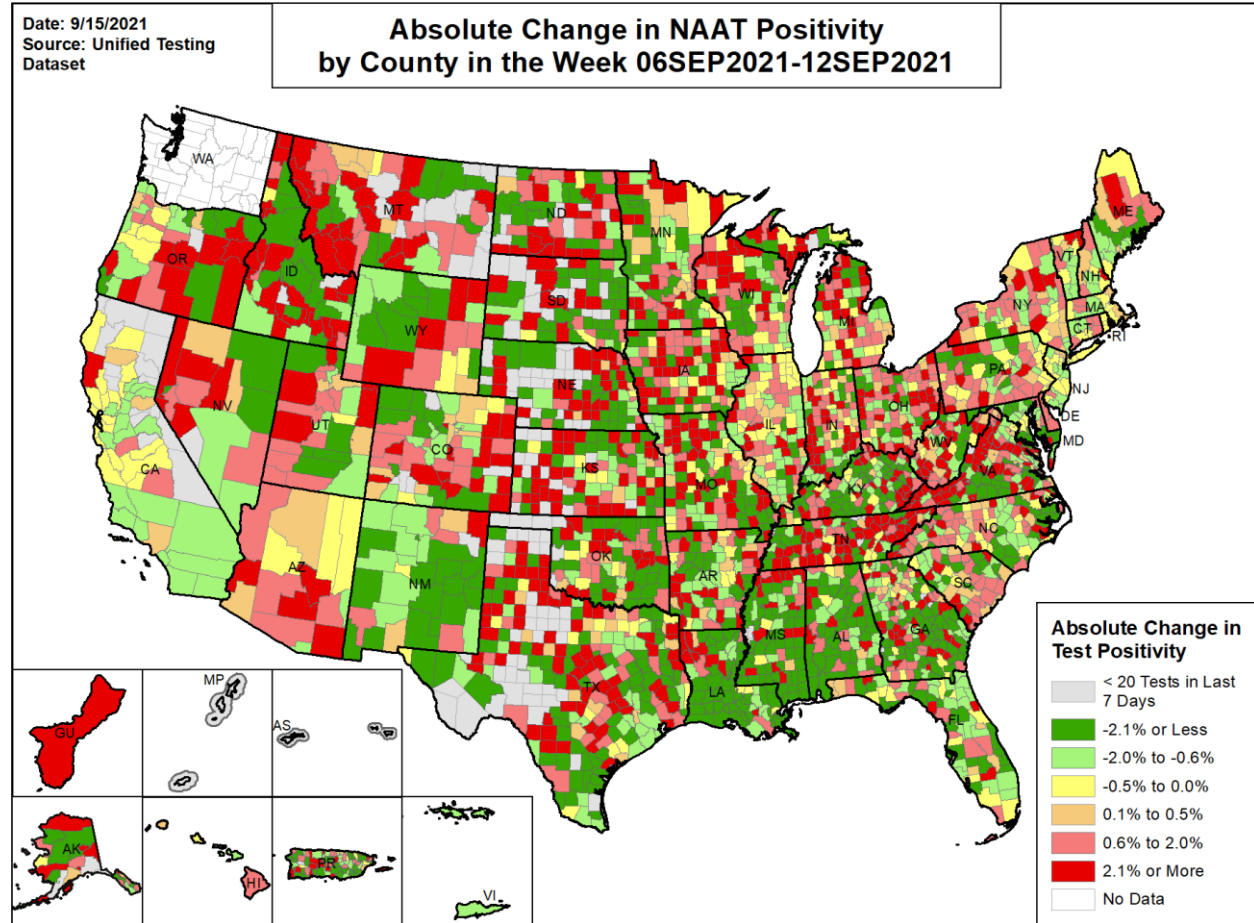 Date: 9/15/2021
Source: Unified Testing
Dataset
Absolute Change in NAAT Positivity
by County in the Week 06SEP2021-12SEP2021
WA
MT
ND
MN
ME
OR
ID
SD
WI
MI
VT
NH
NY
MA
CT
RI
WY
IA
NE
PA
NJ
NV
UT
CO
IL
IN
OH
DE
MD
WV
CA
KS
MO
KY
VA
AZ
NM
OK
AR
TN
NC
SC
MS
AL
GA
TX
LA
FL
GU
MP
AS
AK
HI
PR
VI
Absolute Change in
Test Positivity
< 20 Tests in Last
7 Days
-2.1% or Less
-2.0% to -0.6%
-0.5% to 0.0%
0.1% to 0.5%
0.6% to 2.0%
2.1% or More
No Data